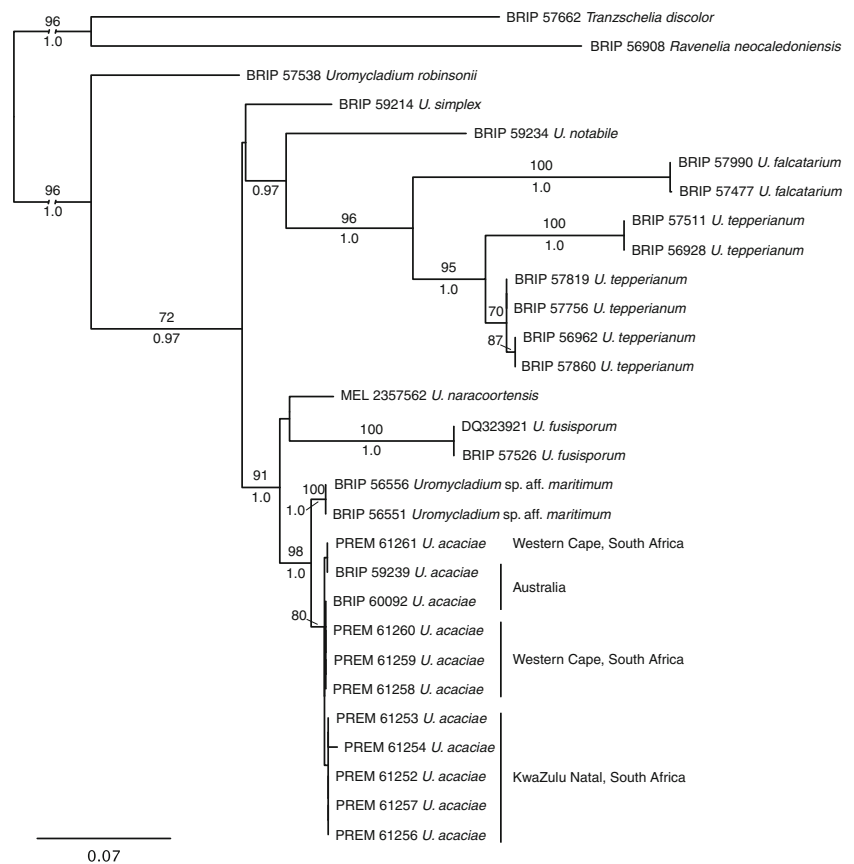 BRIP 57662 Tranzschelia discolor
96
1.0
BRIP 56908 Ravenelia neocaledoniensis
BRIP 57538 Uromycladium robinsonii
BRIP 59214 U. simplex
BRIP 59234 U. notabile
100
1.0
BRIP 57990 U. falcatarium
BRIP 57477 U. falcatarium
96
1.0
0.97
96
1.0
100
1.0
BRIP 57511 U. tepperianum
BRIP 56928 U. tepperianum
95
1.0
BRIP 57819 U. tepperianum
70
BRIP 57756 U. tepperianum
87
BRIP 56962 U. tepperianum
BRIP 57860 U. tepperianum
72
0.97
MEL 2357562 U. naracoortensis
100
1.0
DQ323921 U. fusisporum
BRIP 57526 U. fusisporum
91
1.0
100
1.0
BRIP 56556 Uromycladium sp. aff. maritimum
BRIP 56551 Uromycladium sp. aff. maritimum
98
1.0
PREM 61261 U. acaciae Western Cape, South Africa
BRIP 59239 U. acaciae
Australia
BRIP 60092 U. acaciae
80
PREM 61260 U. acaciae
PREM 61259 U. acaciae Western Cape, South Africa
PREM 61258 U. acaciae
PREM 61253 U. acaciae
PREM 61254 U. acaciae
PREM 61252 U. acaciae KwaZulu Natal, South Africa
PREM 61257 U. acaciae
PREM 61256 U. acaciae
0.07